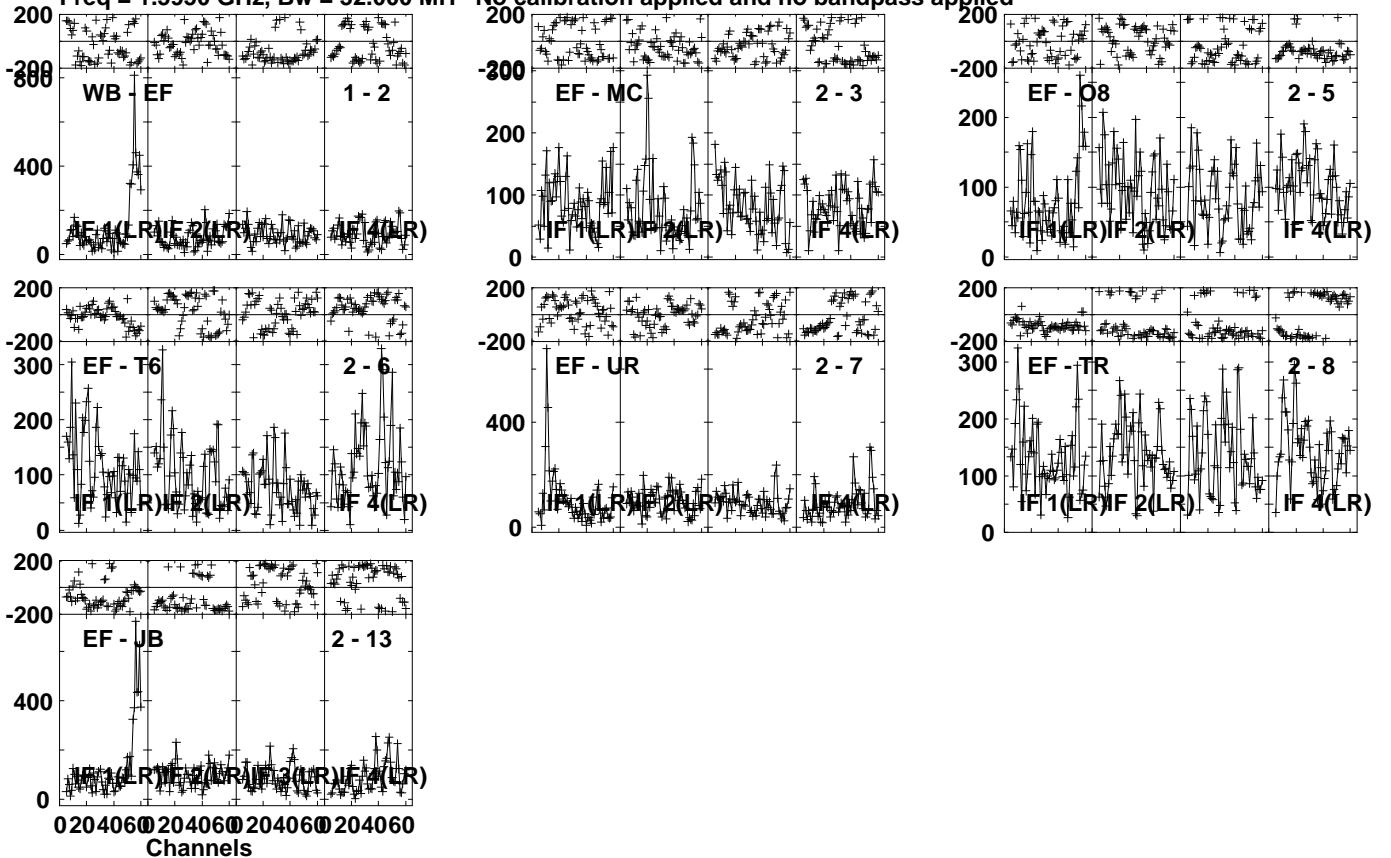 Freq = GHz, Bw = 32.000 MH No calibration applied and no bandpass applied
200
-200
800
400
0
WB - EF
1 - 2
IF 1(LR)
IF 2(LR)
IF 4(LR)
200
-200
300
200
100
0
EF - MC
2 - 3
IF 1(LR)
IF 2(LR)
IF 4(LR)
200
-200
200
100
0
EF - O8
2 - 5
IF 1(LR)
IF 2(LR)
IF 4(LR)
200
-200
300
200
100
0
EF - T6
2 - 6
IF 1(LR)
IF 2(LR)
IF 4(LR)
200
-200
400
0
EF - UR
2 - 7
IF 1(LR)
IF 2(LR)
IF 4(LR)
200
-200
300
200
100
0
EF - TR
2 - 8
IF 1(LR)
IF 2(LR)
IF 4(LR)
200
-200
400
0
EF - JB
2 - 13
IF 1(LR)
IF 2(LR)
IF 3(LR)
IF 4(LR)
0 20 40 60 0 20 40 60 0 20 40 60 0 20 40 60
Channels